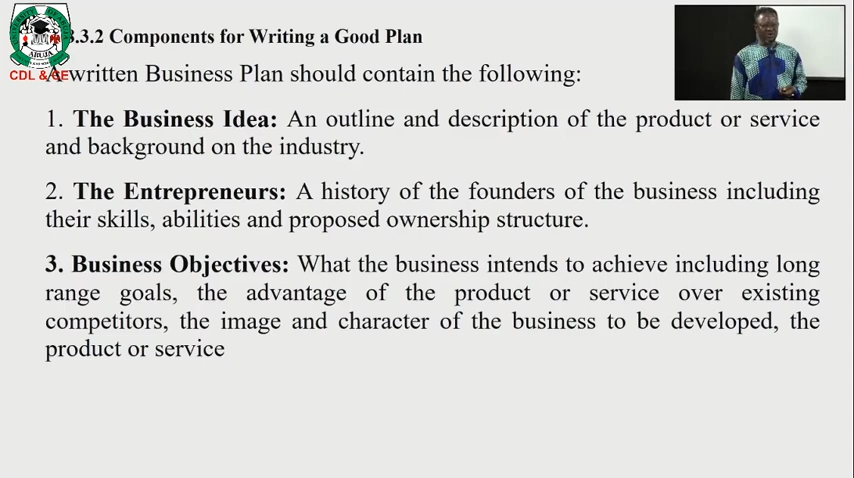 3.3.2 Components for Writing a Good Plan
A written Business Plan should contain the following:
1. The Business Idea: An outline and description of the product or service
and background on the industry.
2. The Entrepreneurs: A history of the founders of the business including
their skills, abilities and proposed ownership structure.
3. Business Objectives: What the business intends to achieve including long
range goals, the advantage of the product or service over existing
competitors, the image and character of the business to be developed, the
product or service
ABUJA
CDL & CE